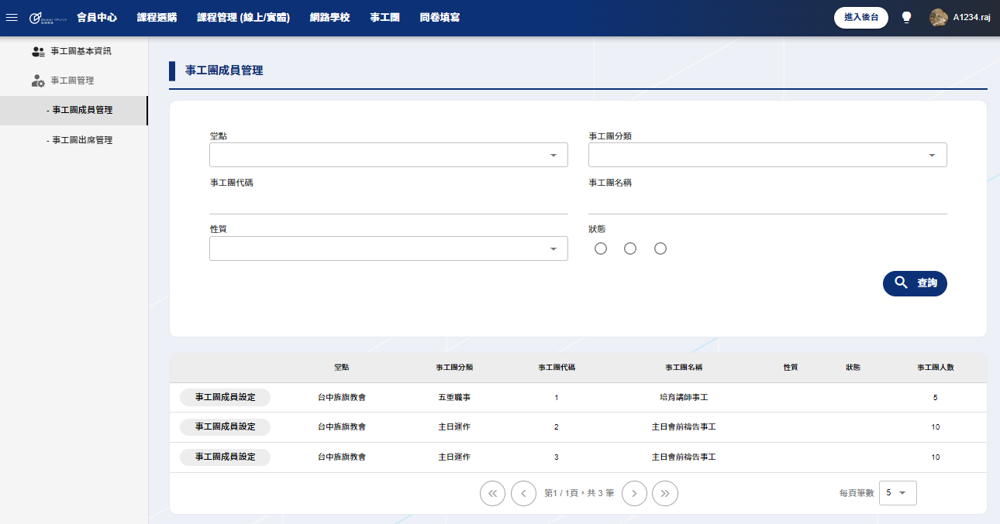 會員中心 課程選購 課程管理 (線上/實體) 網路學校 事工團 問卷填寫 進入後台 A1234.raj
事工團基本資訊
事工團管理
- 事工團成員管理
- 事工團出席管理
事工團成員管理
堂點 事工團分類
事工團代碼 事工團名稱
性質 狀態
查詢
堂點 事工團分類 事工團代碼 事工團名稱 性質 狀態 事工團人數
事工團成員設定 台中旌旗教會 五重職事 1 培育講師事工 5
事工團成員設定 台中旌旗教會 主日運作 2 主日會前禱告事工 10
事工團成員設定 台中旌旗教會 主日運作 3 主日會前禱告事工 10
第1 / 1頁，共 3 筆 每頁筆數 5